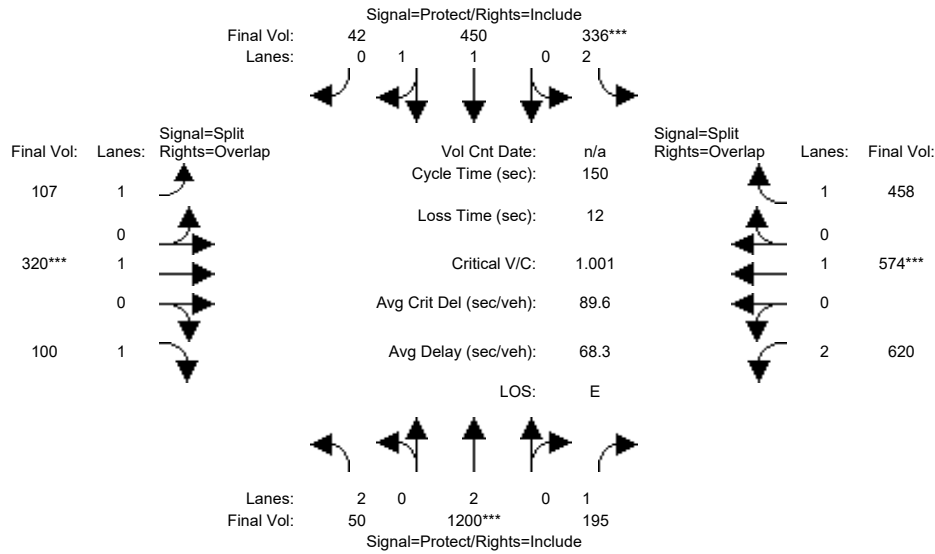 Signal=Protect/Rights=Include
Final Vol: 42 450 336***
Lanes: 0 1 1 0 2
Signal=Split
Final Vol: Lanes: Rights=Overlap
Vol Cnt Date: n/a
Signal=Split
Rights=Overlap Lanes: Final Vol:
Cycle Time (sec): 150
107 1
1 458
Loss Time (sec): 12
0
0
320*** 1
Critical V/C: 1.001
1 574***
0
Avg Crit Del (sec/veh): 89.6
0
100 1
Avg Delay (sec/veh): 68.3
2 620
LOS: E
Lanes: 2 0 2 0 1
Final Vol: 50 1200*** 195
Signal=Protect/Rights=Include